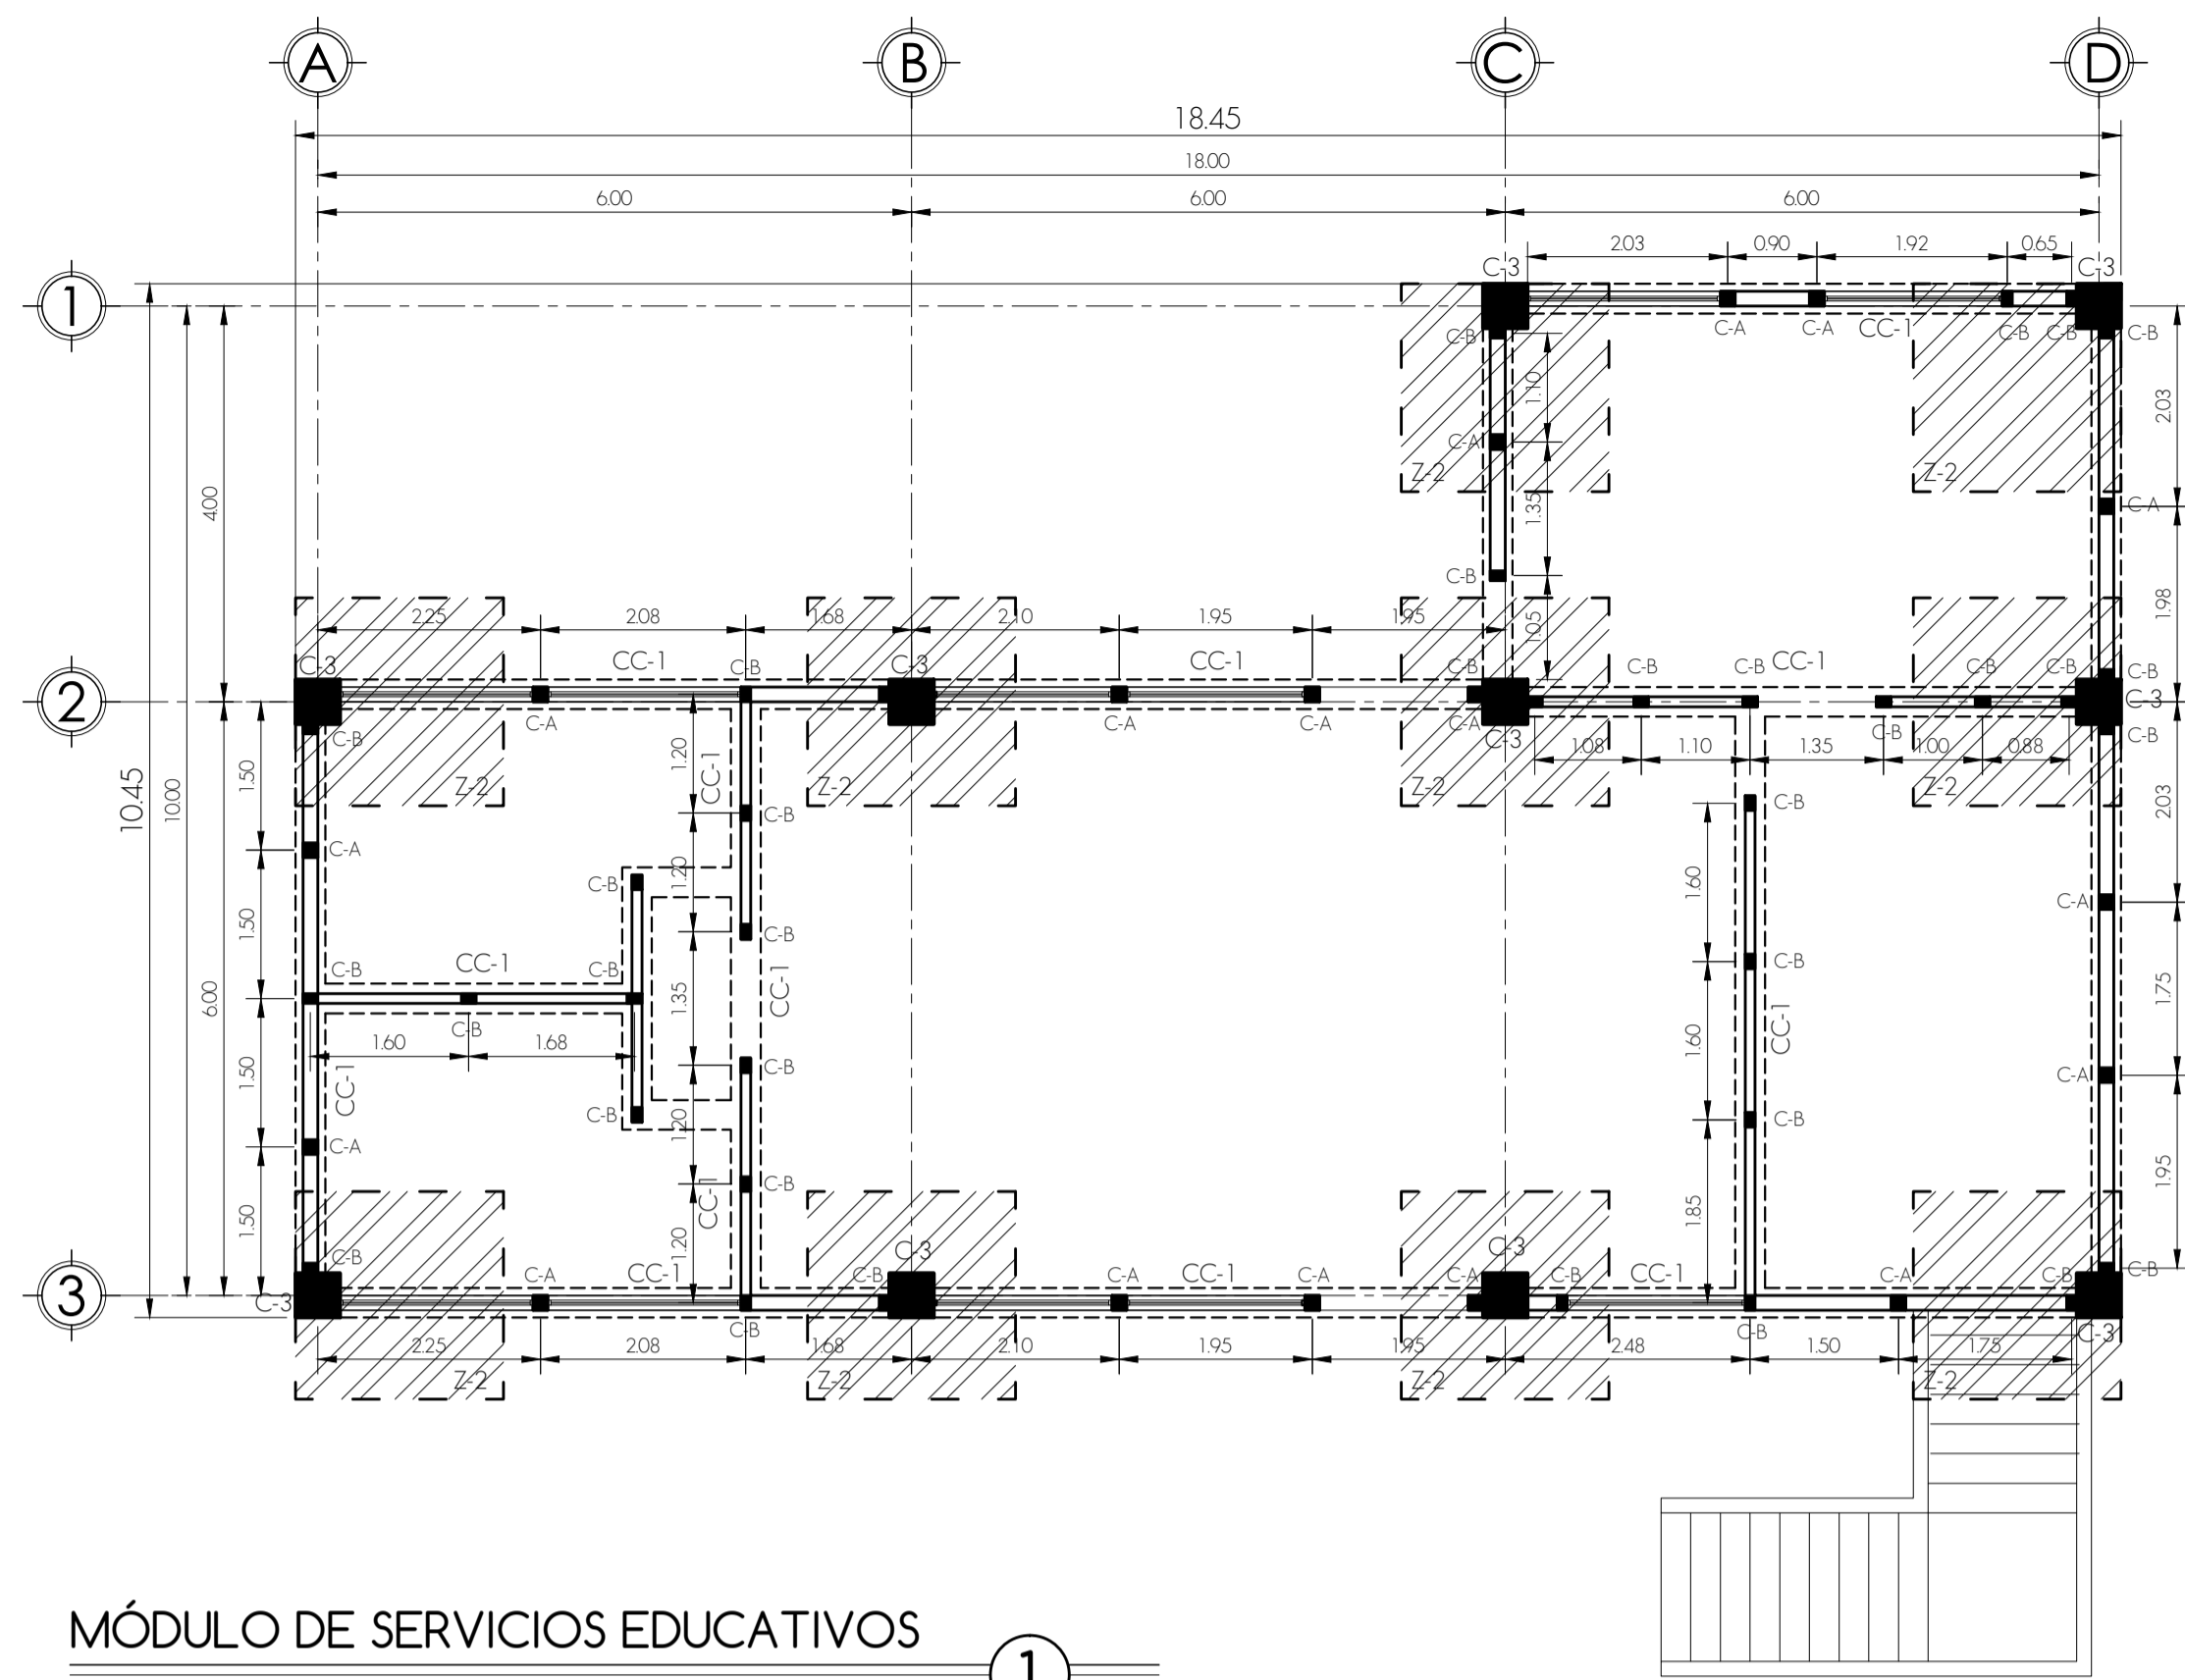 A B C D
18.45
18.00
6.00 6.00 6.00
2.03 0.90 1.92 0.65
C-3 C-3
1
C-B C-A C-A CC-1 C-B C-B C-B
1.10
2.03
4.00
C-A
Z-2 Z-2
1.35
C-A
C-B
1.98
2.25 2.08 1.68 2.10 1.95 1.95
1.05
C-3 CC-1 C-B C-3 CC-1 C-B C-B C-B CC-1 C-B C-B C-B
2
C-3
C-B C-A C-A C-A C-3 C-B C-B
1.50 1.20 CC-1 1.08 1.10 1.35 1.00 0.88
Z-2 Z-2 Z-2 Z-2
10.45
10.00
C-B C-B
2.03
C-A
1.20
C-B
1.60
C-A
1.50
C-B C-B
C-B CC-1 C-B
6.00
1.35 CC-1
1.75
C-B
1.60 1.68
1.60 CC-1
1.50 CC-1
C-B C-A
C-B C-B
1.20
C-A
1.95
C-B
CC-1
1.50 1.20
1.85
C-3 C-3
C-B C-A CC-1 C-B C-A CC-1 C-A C-A C-B CC-1 C-A C-B C-B
3
C-3
C-B C-B C-3
2.25 2.08 1.68 2.10 1.95 1.95 2.48 1.50 1.75
Z-2 Z-2 Z-2 Z-2
MÓDULO DE SERVICIOS EDUCATIVOS
1